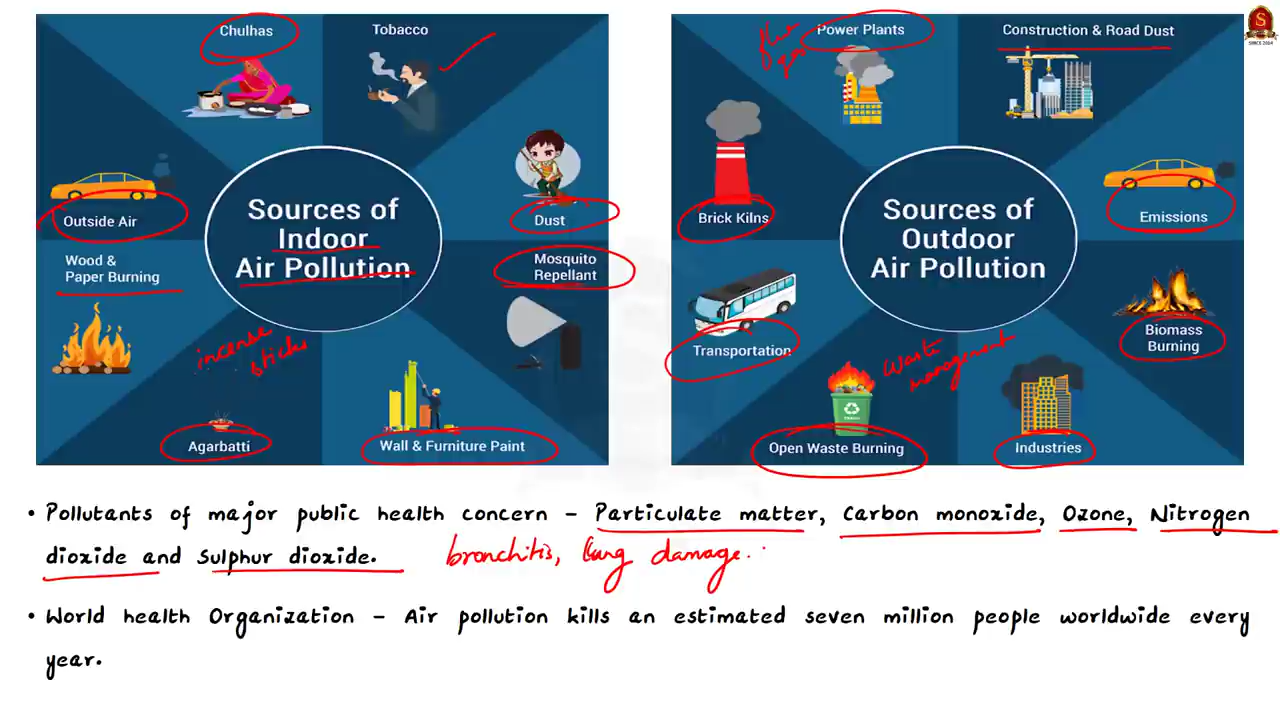 Chulhas
Tobacco
Outside Air
Dust
Sources of
Indoor
Air Pollution
Wood &
Paper Burning
Mosquito
Repellant
incense
sticks
Agarbatti
Wall & Furniture Paint
flue
gas
Power Plants
Construction & Road Dust
Brick Kilns
Emissions
Sources of
Outdoor
Air Pollution
Transportation
Biomass
Burning
Waste
management
Open Waste Burning
Industries
SINCE 2004
• Pollutants of major public health concern – Particulate matter, Carbon monoxide, Ozone, Nitrogen
dioxide and Sulphur dioxide.
bronchitis, lung damage..
• World health Organization – Air pollution kills an estimated seven million people worldwide every
year.